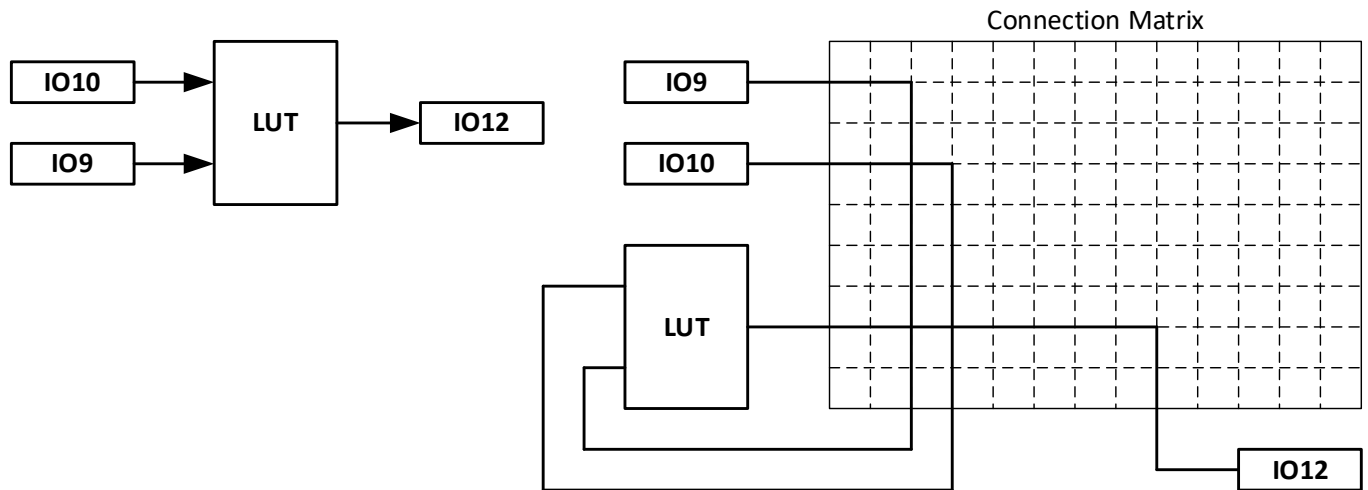 Connection Matrix
IO10
IO9
LUT
IO12
IO9
IO10
LUT
IO12